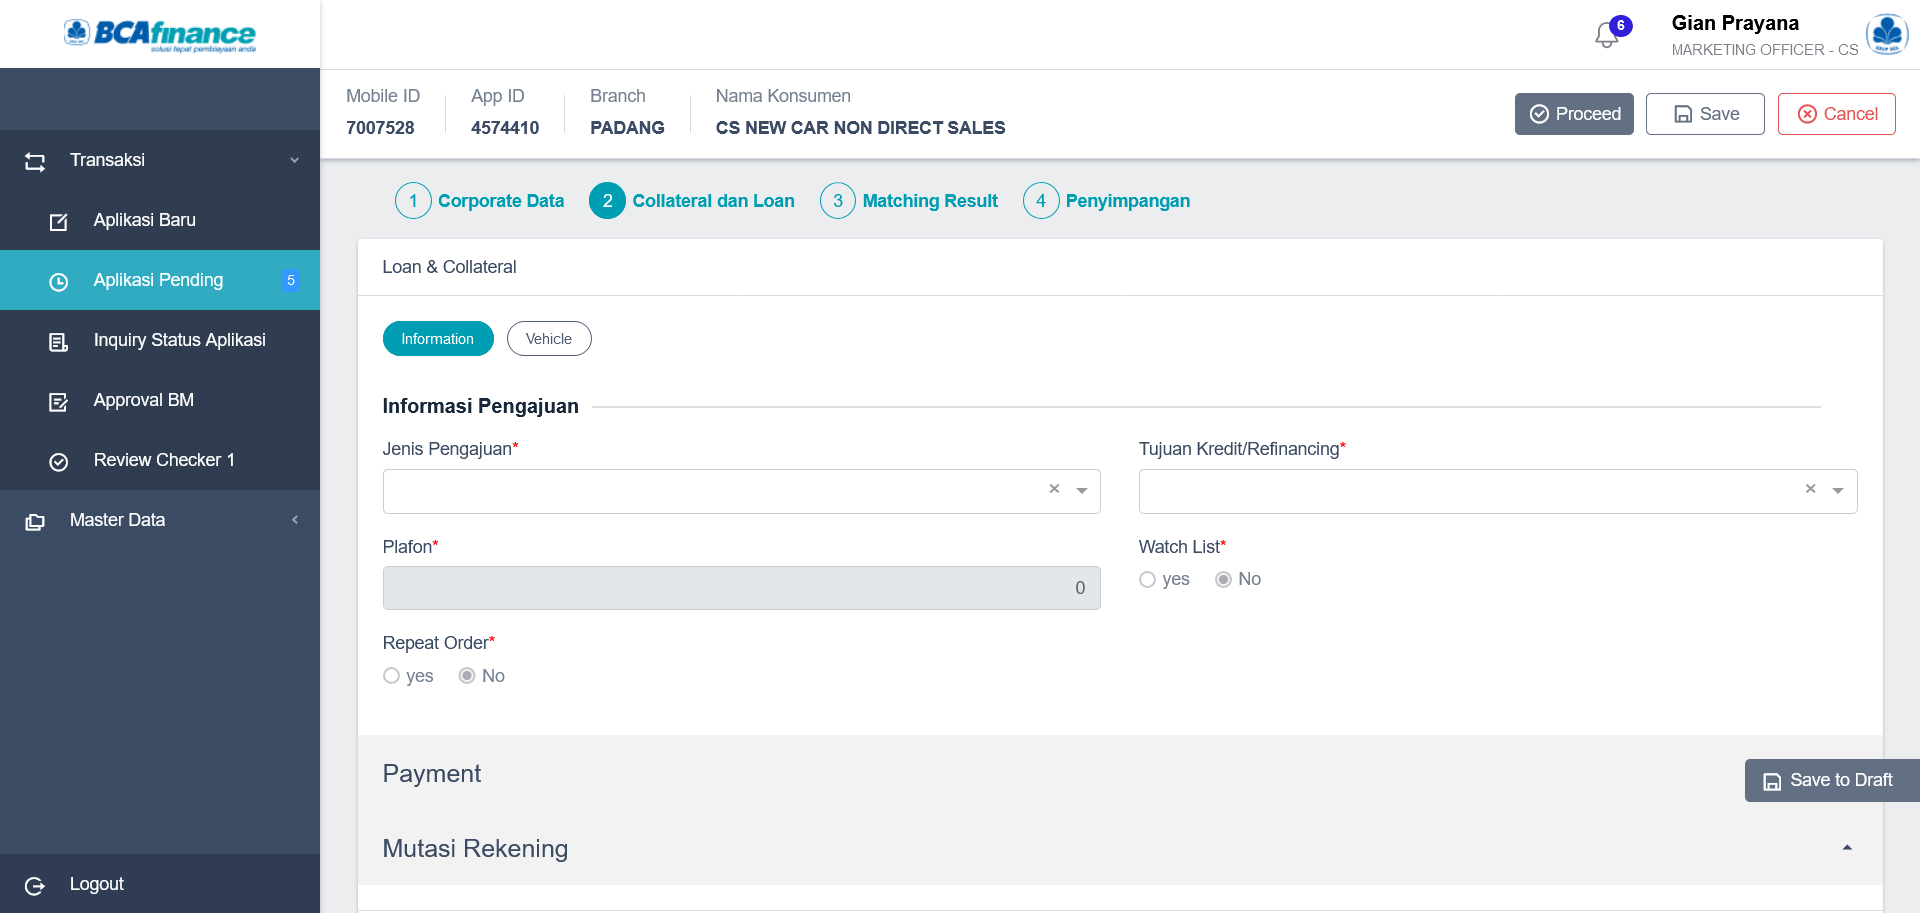 BCAfinance
solusi tepat pembiayaan anda
6
Gian Prayana
MARKETING OFFICER - CS
Mobile ID
7007528
App ID
4574410
Branch
PADANG
Nama Konsumen
CS NEW CAR NON DIRECT SALES
Proceed
Save
Cancel
Transaksi
Aplikasi Baru
Aplikasi Pending 5
Inquiry Status Aplikasi
Approval BM
Review Checker 1
Master Data
Logout
1 Corporate Data
2 Collateral dan Loan
3 Matching Result
4 Penyimpangan
Loan & Collateral
Information
Vehicle
Informasi Pengajuan
Jenis Pengajuan*
Tujuan Kredit/Refinancing*
Plafon*
0
Watch List*
yes No
Repeat Order*
yes No
Payment
Save to Draft
Mutasi Rekening